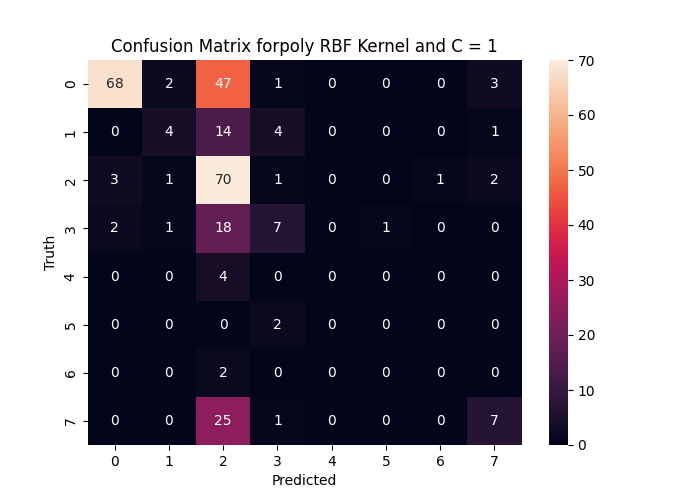 Confusion Matrix forpoly RBF Kernel and C = 1
Truth
0 68 2 47 1 0 0 0 3
1 0 4 14 4 0 0 0 1
2 3 1 70 1 0 0 1 2
3 2 1 18 7 0 1 0 0
4 0 0 4 0 0 0 0 0
5 0 0 0 2 0 0 0 0
6 0 0 2 0 0 0 0 0
7 0 0 25 1 0 0 0 7
0 1 2 3 4 5 6 7
Predicted
70
60
50
40
30
20
10
0